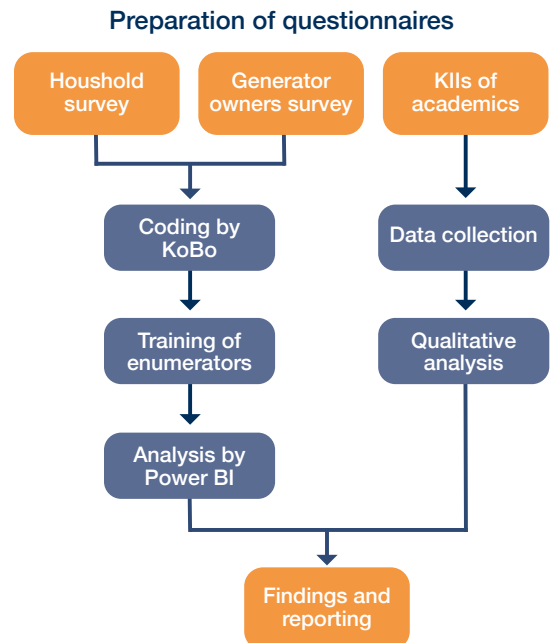 Preparation of questionnaires
Houshold
survey
Generator
owners survey
KIIs of
academics
Coding by
KoBo
Data collection
Training of
enumerators
Qualitative
analysis
Analysis by
Power BI
Findings and
reporting